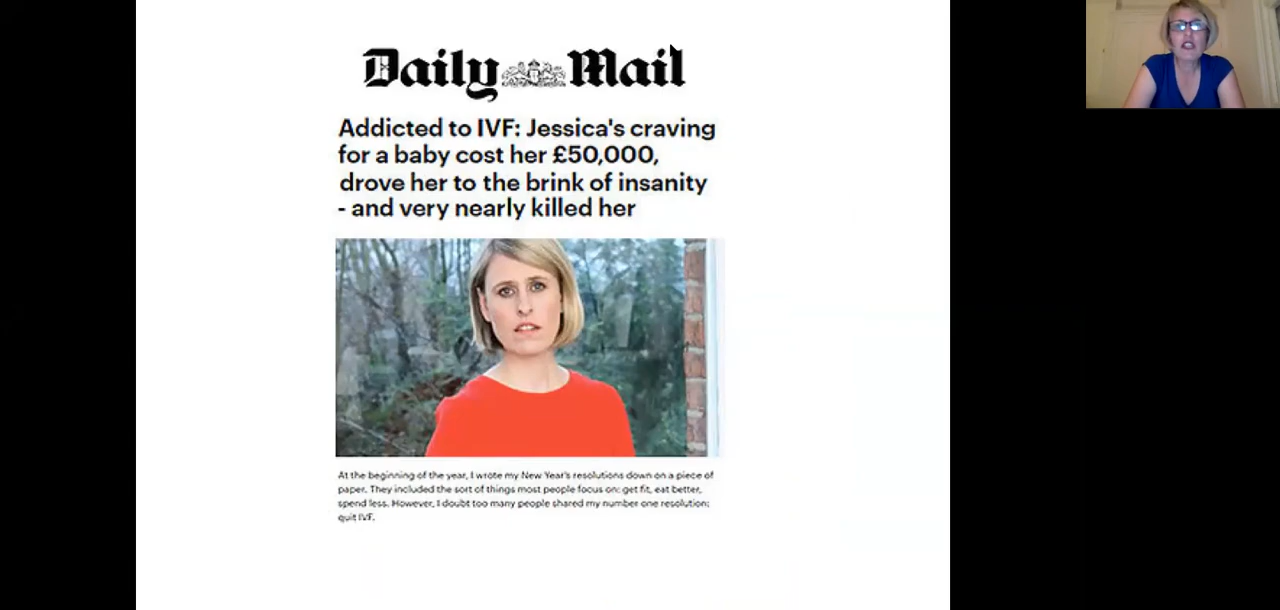 Daily Mail
Addicted to IVF: Jessica's craving
for a baby cost her £50,000,
drove her to the brink of insanity
- and very nearly killed her
At the beginning of the year, I wrote my New Year's resolutions down on a piece of
paper. They included the sort of things most people focus on: get fit, eat better,
spend less. However, I doubt too many people shared my number one resolution:
quit IVF.